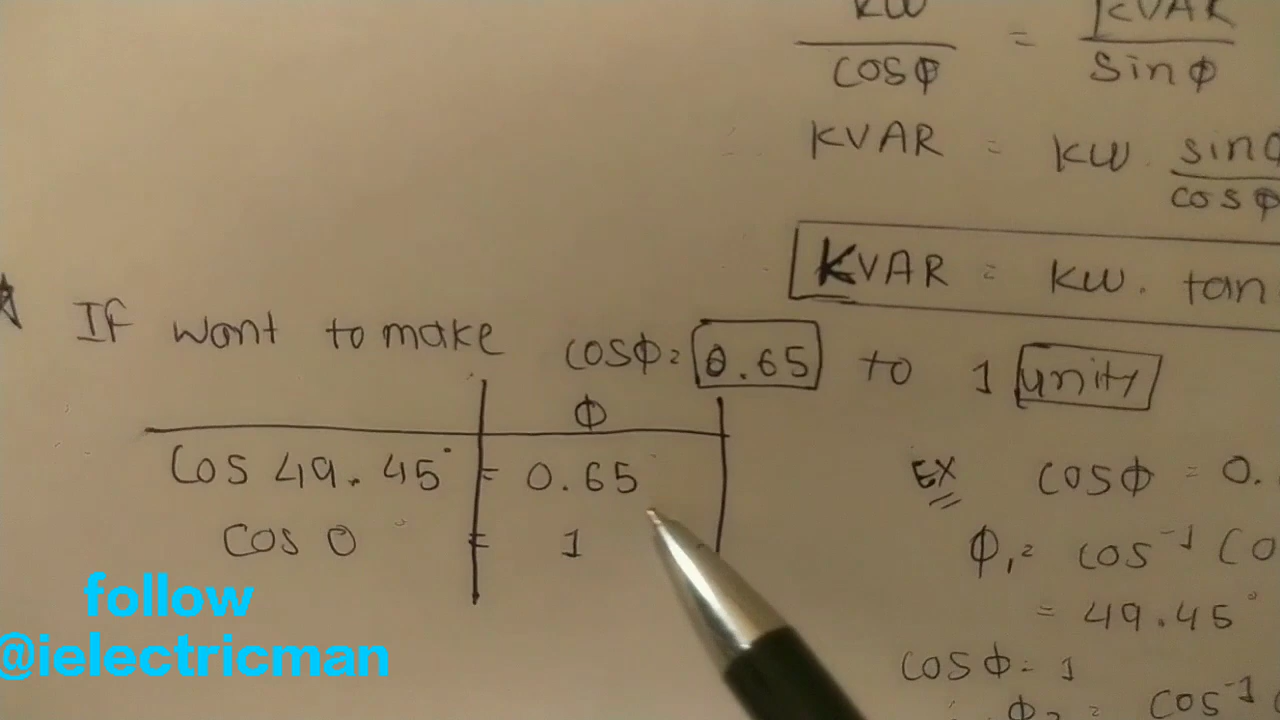 KW = KVAR
cosφ sinφ
KVAR = KW. sinφ
cosφ
KVAR = KW. tan
If want to make cosφ= 0.65 to 1 unity
φ
Cos 49.45° = 0.65
Cos 0° = 1
Ex cosφ = 0.
φ₁= cos⁻¹ (0
= 49.45°
cosφ= 1
φ₂ = cos⁻¹
follow
@ielectricman